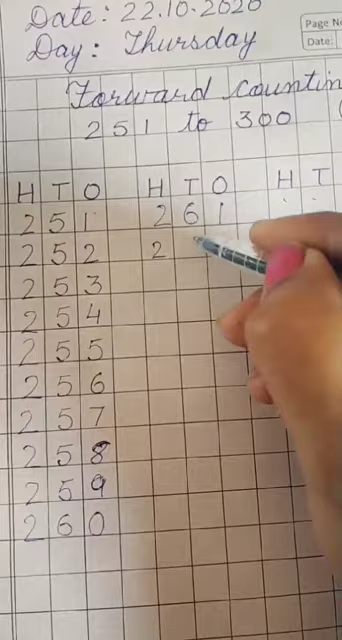 Date: 22.10.2020
Day: Thursday
Page No
Date:
Forward Countin
251 to 300 (
H T O H T O H T
2 5 1 2 6 1
2 5 2 2
2 5 3
2 5 4
2 5 5
2 5 6
2 5 7
2 5 8
2 5 9
2 6 0